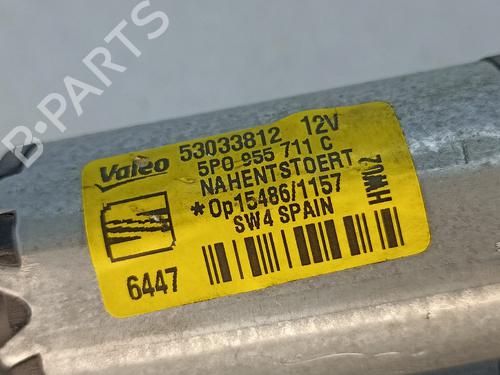 B-PARTS
Valeo
53033812 12V
5P0 955 711 C
NAHENTSTOERT
*Op15486/1157
SW4 SPAIN
HW02
6447